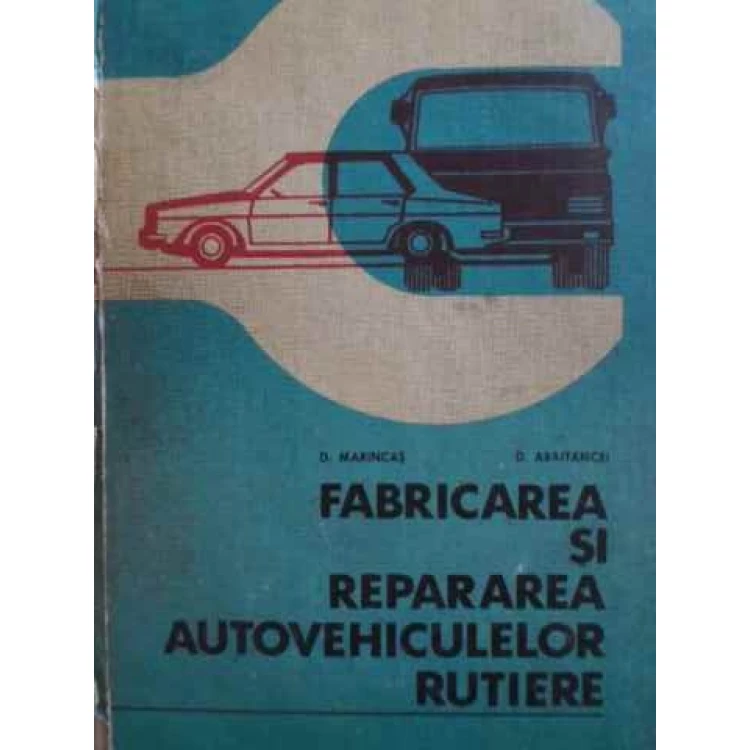 D. MARINCAȘ D. ABĂITANCEI
FABRICAREA
ȘI
REPARAREA
AUTOVEHICULELOR
RUTIERE